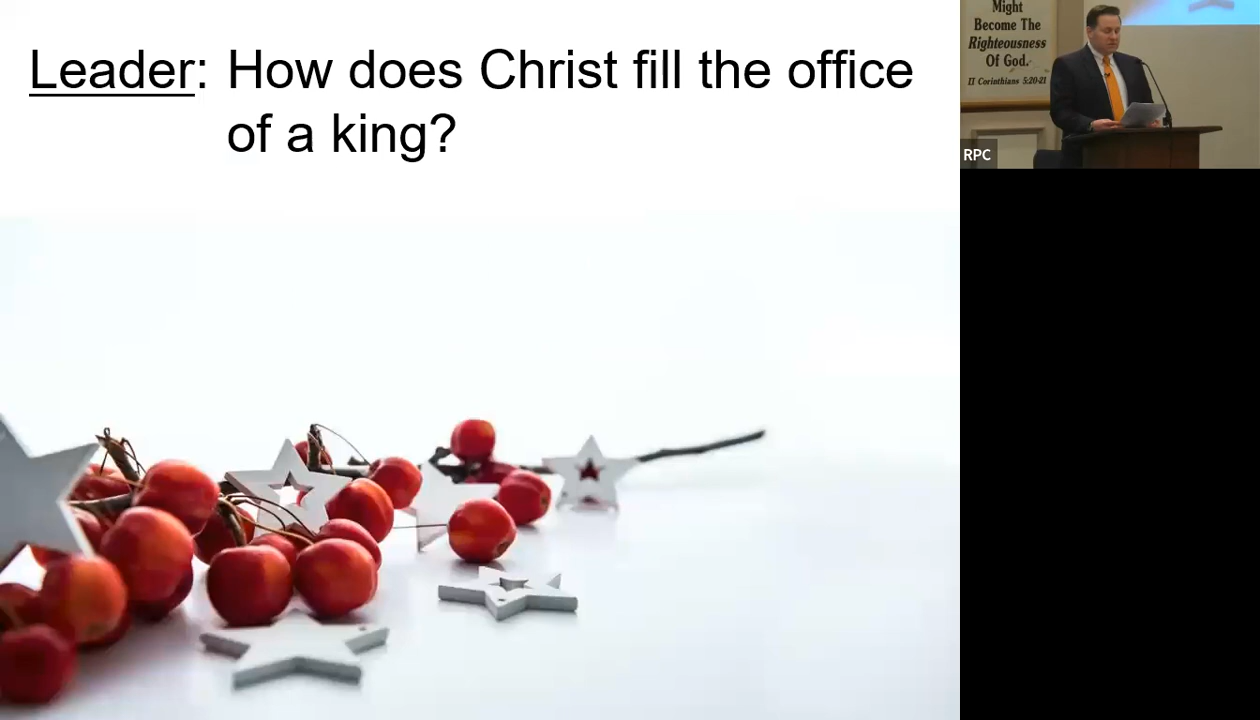 Leader: How does Christ fill the office
of a king?
Might
Become The
Righteousness
Of God.
II Corinthians 5:20-21
RPC